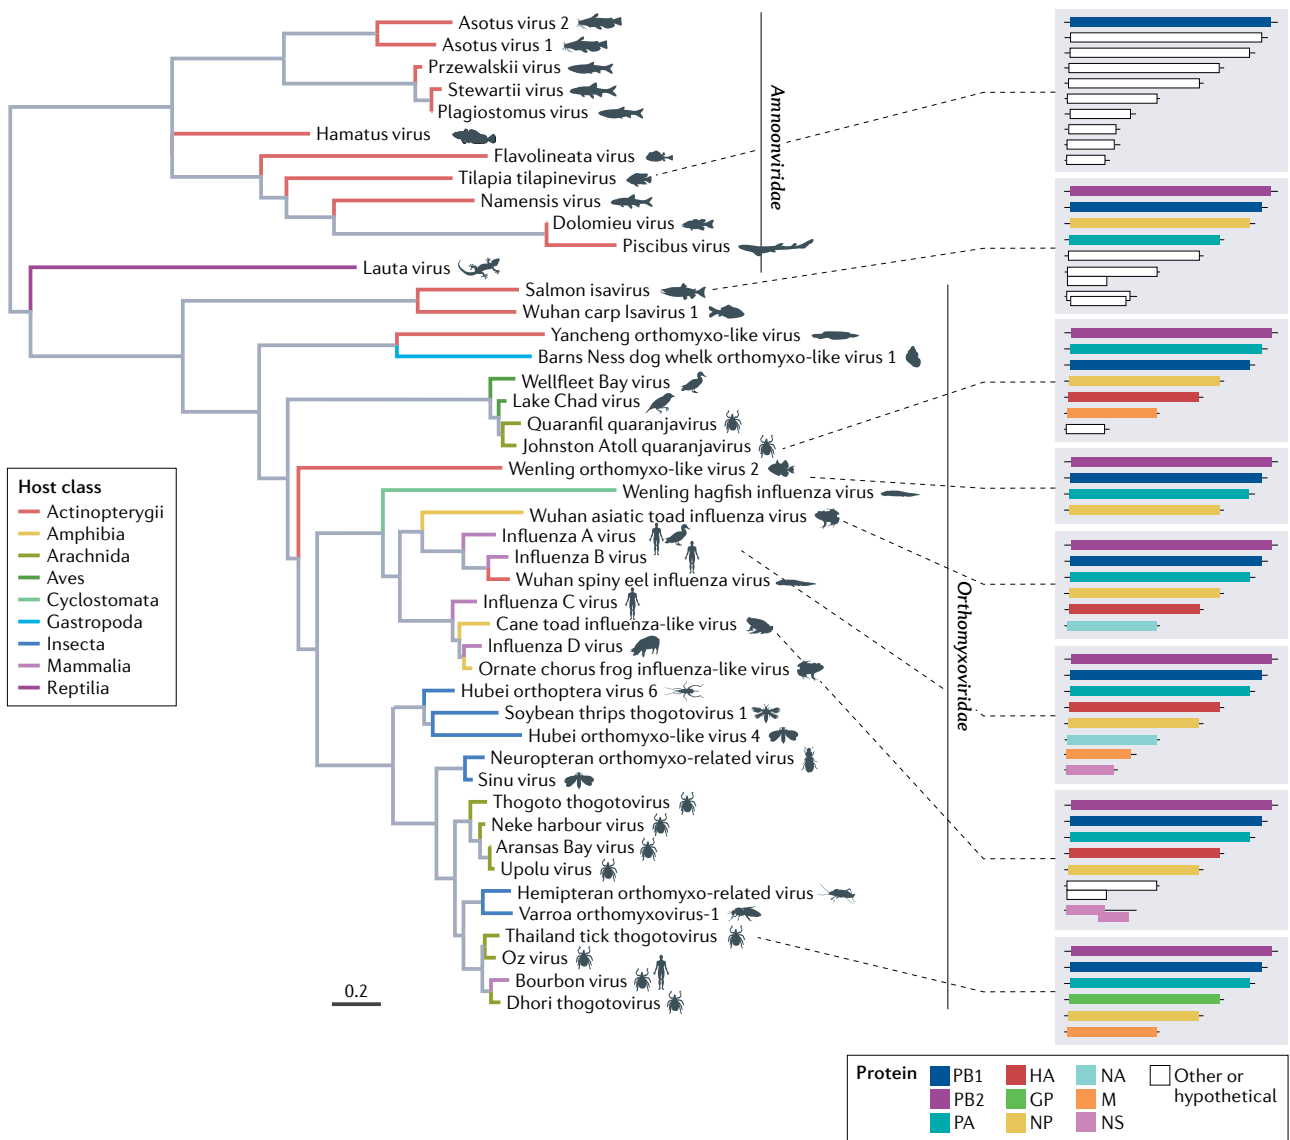 Asotus virus 2
Asotus virus 1
Przewalskii virus
Stewartii virus
Plagiostomus virus
Hamatus virus
Flavolineata virus
Tilapia tilapinevirus
Namensis virus
Dolomieu virus
Piscibus virus
Amnoonviridae
Lauta virus
Salmon isavirus
Wuhan carp Isavirus 1
Yancheng orthomyxo-like virus
Barns Ness dog whelk orthomyxo-like virus 1
Wellfleet Bay virus
Lake Chad virus
Quaranfil quaranjavirus
Johnston Atoll quaranjavirus
Wenling orthomyxo-like virus 2
Wenling hagfish influenza virus
Wuhan asiatic toad influenza virus
Influenza A virus
Influenza B virus
Wuhan spiny eel influenza virus
Influenza C virus
Cane toad influenza-like virus
Influenza D virus
Ornate chorus frog influenza-like virus
Hubei orthoptera virus 6
Soybean thrips thogotovirus 1
Hubei orthomyxo-like virus 4
Neuropteran orthomyxo-related virus
Sinu virus
Thogoto thogotovirus
Neke harbour virus
Aransas Bay virus
Upolu virus
Hemipteran orthomyxo-related virus
Varroa orthomyxovirus-1
Thailand tick thogotovirus
Oz virus
Bourbon virus
Dhori thogotovirus
Orthomyxoviridae
Host class
Actinopterygii
Amphibia
Arachnida
Aves
Cyclostomata
Gastropoda
Insecta
Mammalia
Reptilia
0.2
Protein
PB1
PB2
PA
HA
GP
NP
NA
M
NS
Other or
hypothetical